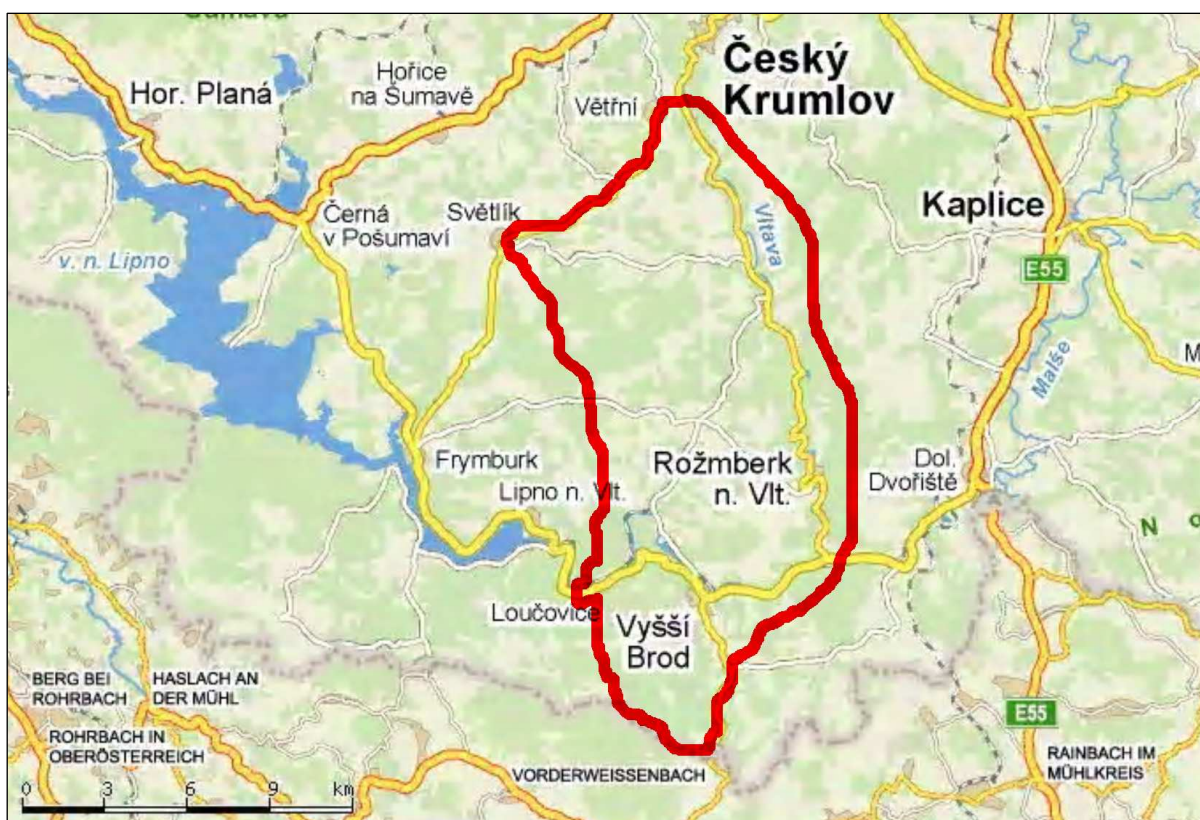 Šumava
Hor. Planá
Hořice
na Šumavě
Větřní
Český
Krumlov
Kaplice
Černá
v Pošumaví
Světlík
Vltava
v. n. Lipno
E55
Malše
M
Frymburk
Lipno n. Vlt.
Rožmberk
n. Vlt.
Dol.
Dvořiště
N o
Loučovice
Vyšší
Brod
BERG BEI
ROHRBACH
HASLACH AN
DER MÜHL
ROHRBACH IN
OBERÖSTERREICH
VORDERWEISSENBACH
E55
RAINBACH IM
MÜHLKREIS
0 3 6 9 km